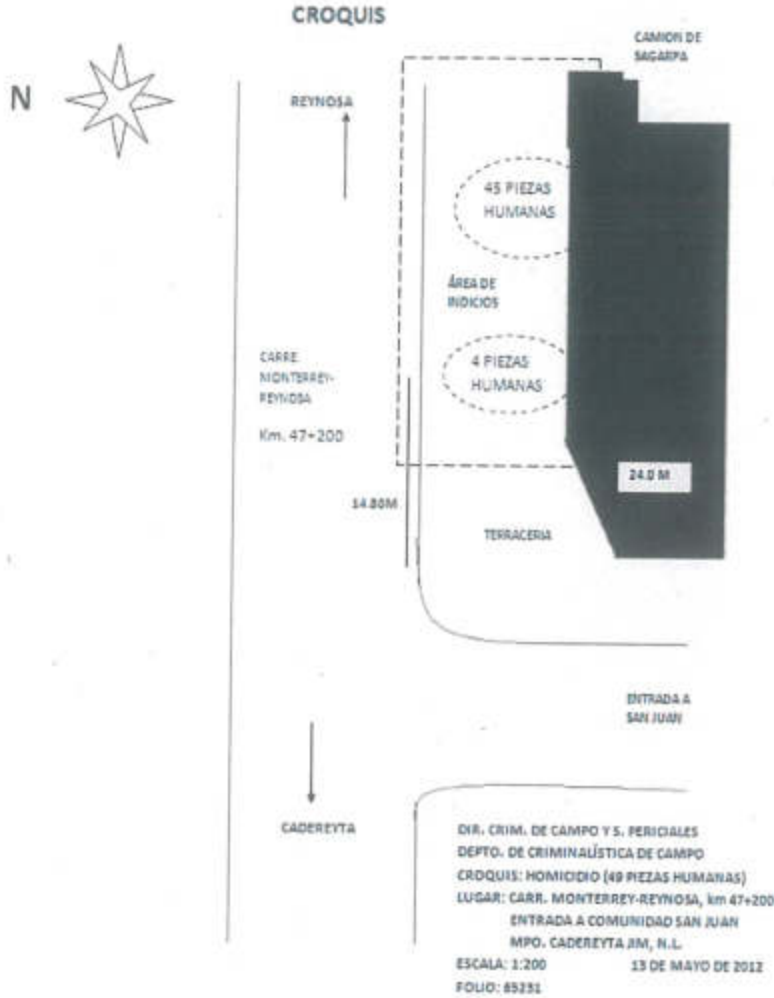 CROQUIS
CAMION DE
SAGARPA
N
REYNOSA
45 PIEZAS
HUMANAS
ÁREA DE
INDICIOS
CARRE.
MONTERREY-
REYNOSA
Km. 47+200
4 PIEZAS
HUMANAS
24.0 M
14.80M
TERRACERIA
ENTRADA A
SAN JUAN
CADEREYTA
DIR. CRIM. DE CAMPO Y S. PERICIALES
DEPTO. DE CRIMINALÍSTICA DE CAMPO
CROQUIS: HOMICIDIO (49 PIEZAS HUMANAS)
LUGAR: CARR. MONTERREY-REYNOSA, km 47+200
ENTRADA A COMUNIDAD SAN JUAN
MPO. CADEREYTA JIM, N.L.
ESCALA: 1:200 13 DE MAYO DE 2012
FOLIO: 65231